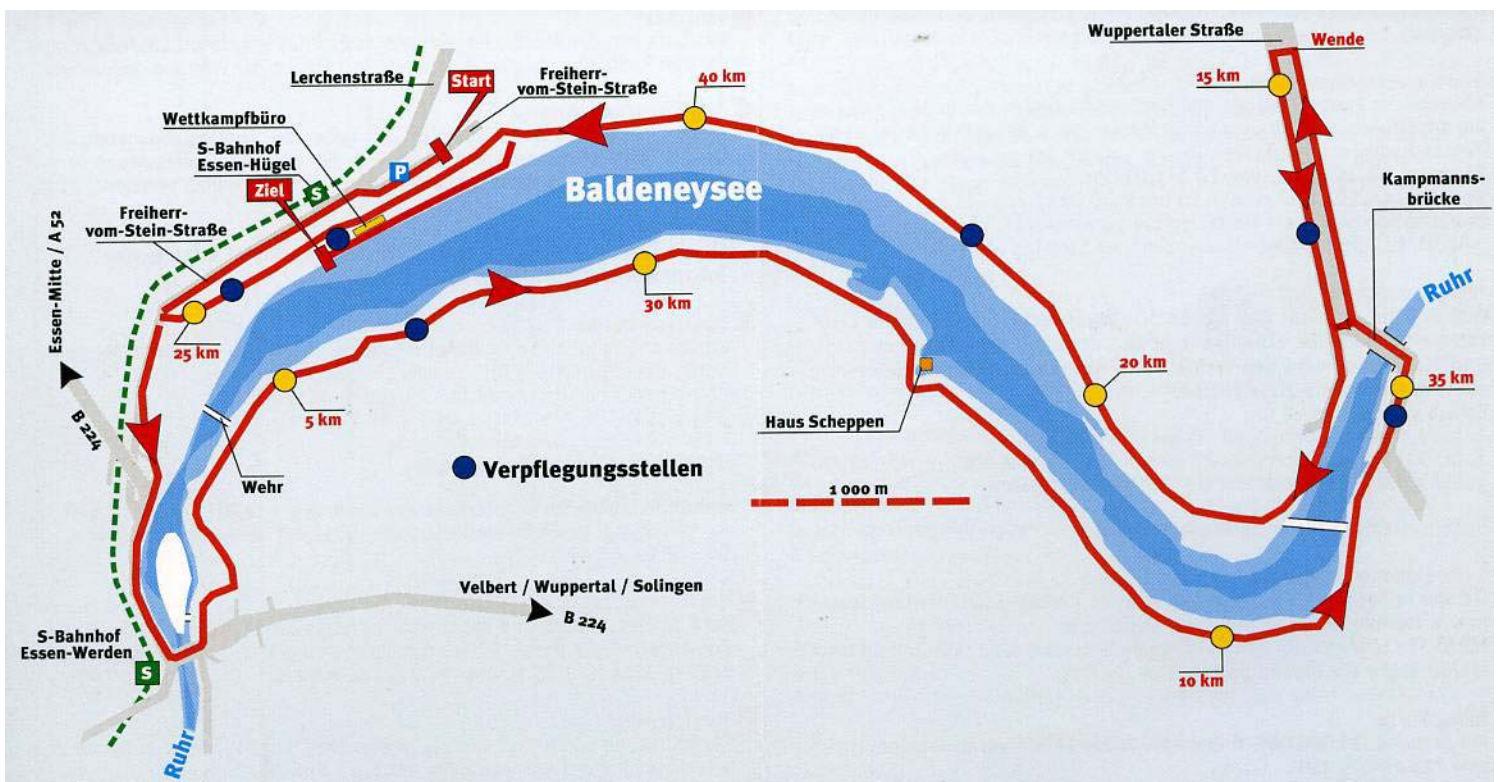 Wuppertaler Straße
Wende
15 km
Lerchenstraße
Start
Freiherr-
vom-Stein-Straße
40 km
Wettkampfbüro
S-Bahnhof
Essen-Hügel
P
S
Ziel
Baldeneysee
Kampmanns-
brücke
Freiherr-
vom-Stein-Straße
Essen-Mitte / A 52
Ruhr
30 km
25 km
20 km
35 km
5 km
Haus Scheppen
B 224
Wehr
Verpflegungsstellen
1 000 m
Velbert / Wuppertal / Solingen
B 224
S-Bahnhof
Essen-Werden
S
10 km
Ruhr